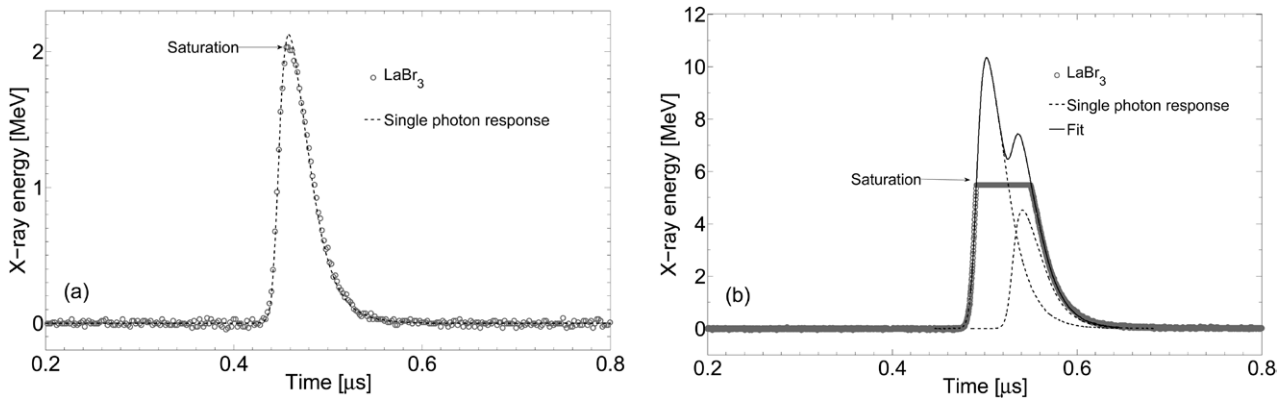 Saturation
LaBr3
Single photon response
X-ray energy [MeV]
2
1
0
(a)
0.2 0.4 0.6 0.8
Time [μs]
12
10
8
6
4
2
0
X-ray energy [MeV]
LaBr3
Single photon response
Fit
Saturation
(b)
0.2 0.4 0.6 0.8
Time [μs]